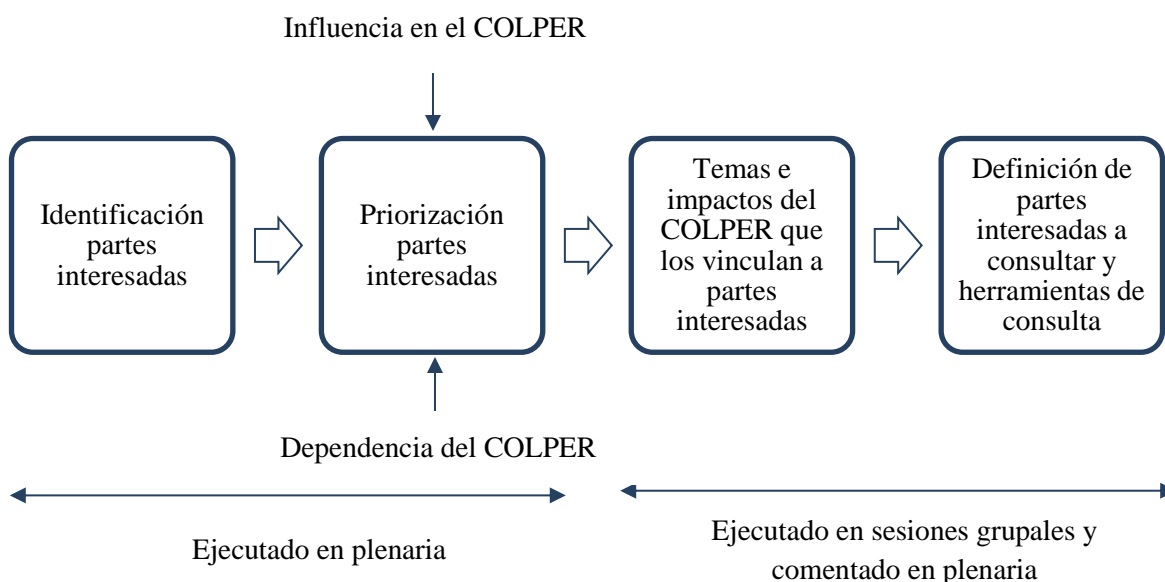 Influencia en el COLPER
Identificación
partes
interesadas
Priorización
partes
interesadas
Temas e
impactos del
COLPER que
los vinculan a
partes
interesadas
Definición de
partes
interesadas a
consultar y
herramientas de
consulta
Dependencia del COLPER
Ejecutado en plenaria
Ejecutado en sesiones grupales y
comentado en plenaria